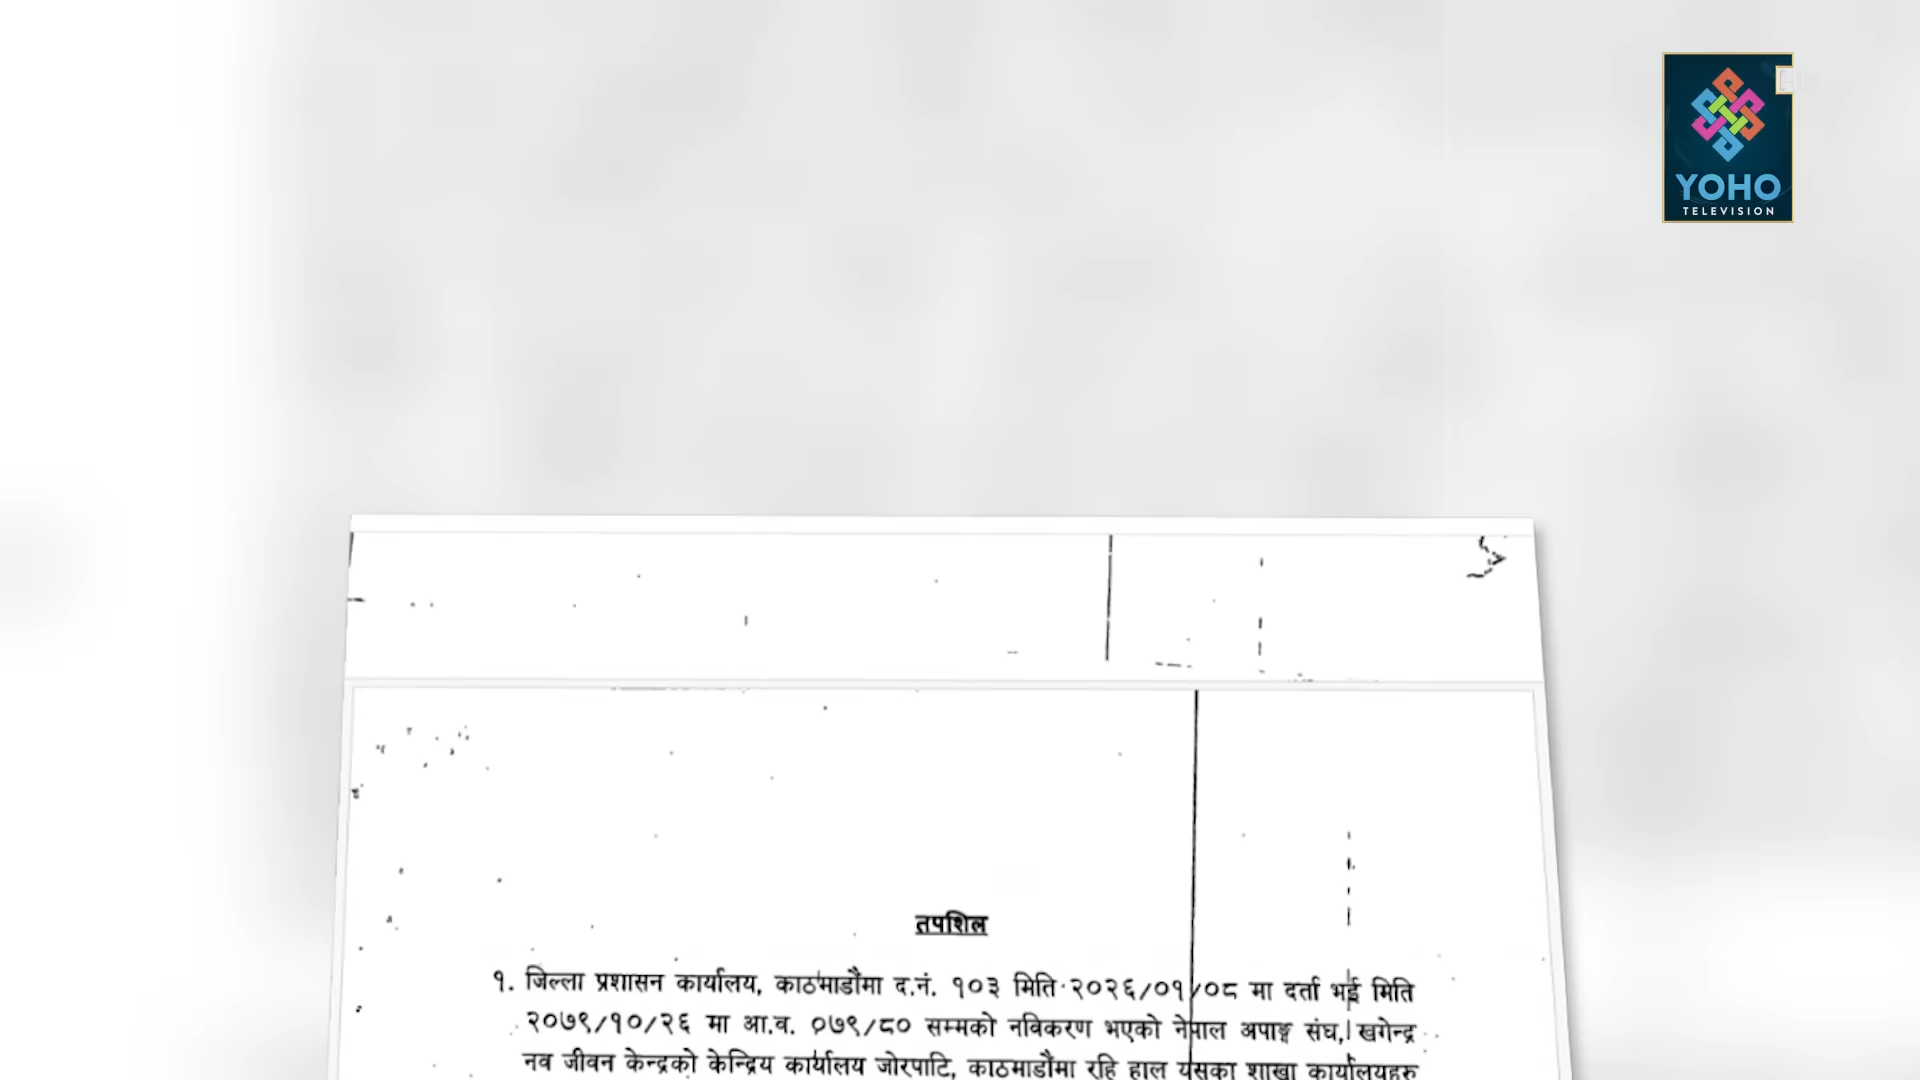 YOHO
TELEVISION
तपशिल
१. जिल्ला प्रशासन कार्यालय, काठमाडौंमा द.नं. १०३ मिति २०२६/०१/०८ मा दर्ता भई मिति
२०७९/१०/२६ मा आ.व. ०७९/८० सम्मको नविकरण भएको नेपाल अपाङ्ग संघ, खगेन्द्र
नव जीवन केन्द्रको केन्द्रिय कार्यालय जोरपाटि, काठमाडौंमा रहि हाल यसका शाखा कार्यालयहरु